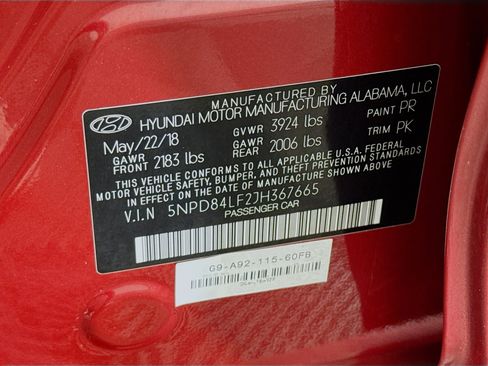 MANUFACTURED BY
HYUNDAI MOTOR MANUFACTURING ALABAMA, LLC
May/22/18 GVWR 3924 lbs PAINT PR
GAWR FRONT 2183 lbs GAWR REAR 2006 lbs TRIM PK
THIS VEHICLE CONFORMS TO ALL APPLICABLE U.S.A. FEDERAL
MOTOR VEHICLE SAFETY, BUMPER, AND THEFT PREVENTION STANDARDS
IN EFFECT ON THE DATE OF MANUFACTURE SHOWN ABOVE.
V.I.N 5NPD84LF2JH367665
PASSENGER CAR
G9-A92-115-60FB